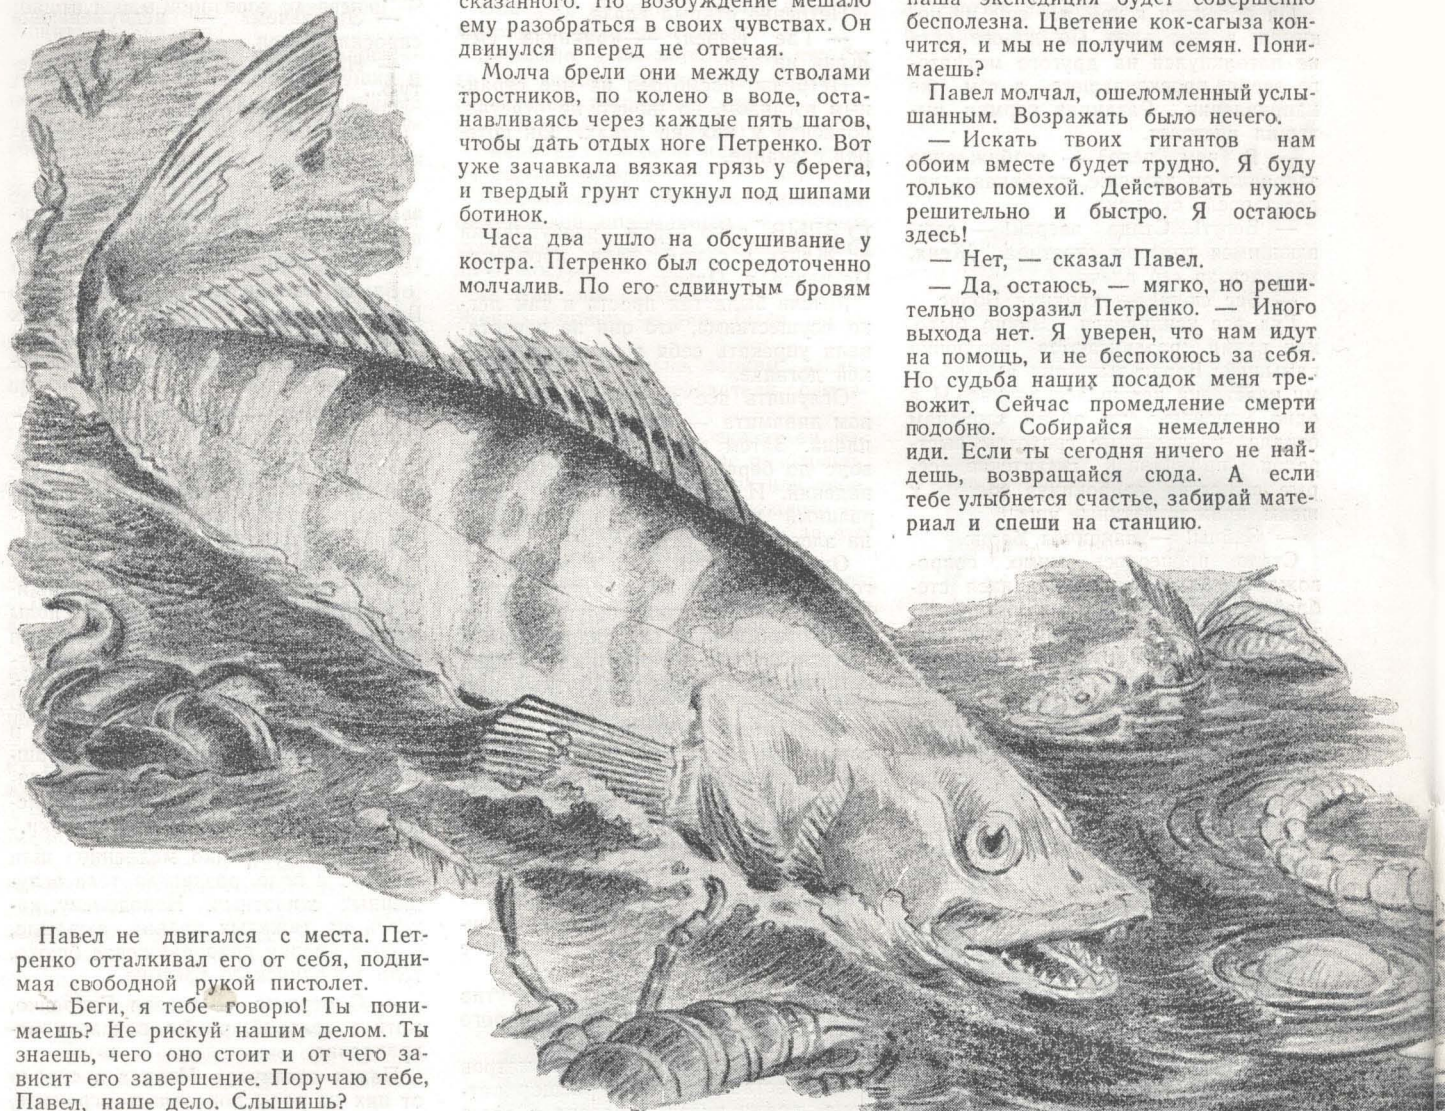 Павел не двигался с места. Пет-
ренко отталкивал его от себя, подни-
мая свободной рукой пистолет.
— Беги, я тебе говорю! Ты пони-
маешь? Не рискуй нашим делом. Ты
знаешь, чего оно стоит и от чего за-
висит его завершение. Поручаю тебе,
Павел, наше дело. Слышишь?
сказанного. Но возбуждение мешало
ему разобраться в своих чувствах. Он
двинулся вперед не отвечая.
Молча брели они между стволами
тростников, по колено в воде, оста-
навливаясь через каждые пять шагов,
чтобы дать отдых ноге Петренко. Вот
уже зачавкала вязкая грязь у берега,
и твердый грунт стукнул под шипами
ботинок.
Часа два ушло на обсушивание у
костра. Петренко был сосредоточенно
молчалив. По его сдвинутым бровям
наша экспедиция будет совершенно
бесполезна. Цветение кок-сагыза кон-
чится, и мы не получим семян. Пони-
маешь?
Павел молчал, ошеломленный услы-
шанным. Возражать было нечего.
— Искать твоих гигантов нам
обоим вместе будет трудно. Я буду
только помехой. Действовать нужно
решительно и быстро. Я остаюсь
здесь!
— Нет, — сказал Павел.
— Да, остаюсь, — мягко, но реши-
тельно возразил Петренко. — Иного
выхода нет. Я уверен, что нам идут
на помощь, и не беспокоюсь за себя.
Но судьба наших посадок меня тре-
вожит. Сейчас промедление смерти
подобно. Собирайся немедленно и
иди. Если ты сегодня ничего не най-
дешь, возвращайся сюда. А если
тебе улыбнется счастье, забирай мате-
риал и спеши на станцию.